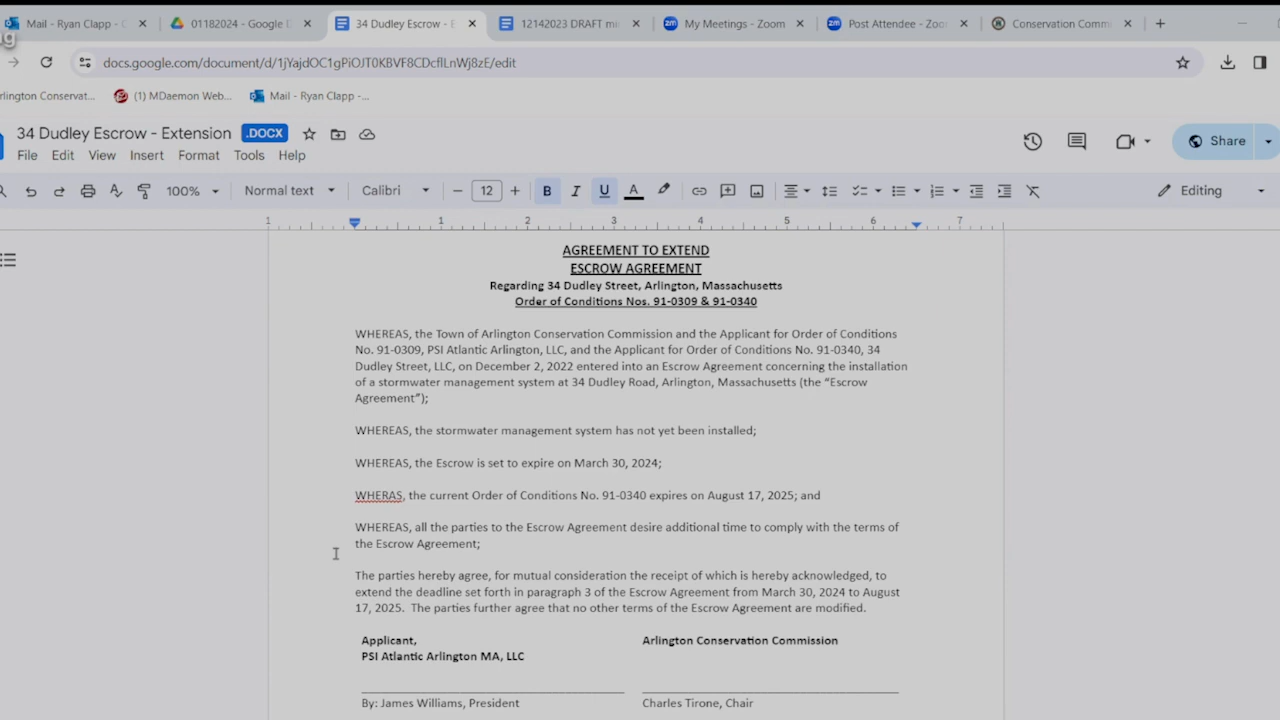 Mail - Ryan Clapp - C
01182024 - Google D
34 Dudley Escrow - E
12142023 DRAFT mi
My Meetings - Zoom
Post Attendee - Zoo
Conservation Commi
docs.google.com/document/d/1jYajdOC1gPiOJT0KBVF8CDcflLnWj8zE/edit
rlington Conservat...
(1) MDaemon Web...
Mail - Ryan Clapp -...
34 Dudley Escrow - Extension
.DOCX
File Edit View Insert Format Tools Help
Share
100%
Normal text
Calibri
12
B I U A
Editing
1 1 2 3 4 5 6 7
AGREEMENT TO EXTEND
ESCROW AGREEMENT
Regarding 34 Dudley Street, Arlington, Massachusetts
Order of Conditions Nos. 91-0309 & 91-0340
WHEREAS, the Town of Arlington Conservation Commission and the Applicant for Order of Conditions
No. 91-0309, PSI Atlantic Arlington, LLC, and the Applicant for Order of Conditions No. 91-0340, 34
Dudley Street, LLC, on December 2, 2022 entered into an Escrow Agreement concerning the installation
of a stormwater management system at 34 Dudley Road, Arlington, Massachusetts (the “Escrow
Agreement”);
WHEREAS, the stormwater management system has not yet been installed;
WHEREAS, the Escrow is set to expire on March 30, 2024;
WHERAS, the current Order of Conditions No. 91-0340 expires on August 17, 2025; and
WHEREAS, all the parties to the Escrow Agreement desire additional time to comply with the terms of
the Escrow Agreement;
The parties hereby agree, for mutual consideration the receipt of which is hereby acknowledged, to
extend the deadline set forth in paragraph 3 of the Escrow Agreement from March 30, 2024 to August
17, 2025. The parties further agree that no other terms of the Escrow Agreement are modified.
Applicant,
PSI Atlantic Arlington MA, LLC
Arlington Conservation Commission
By: James Williams, President
Charles Tirone, Chair